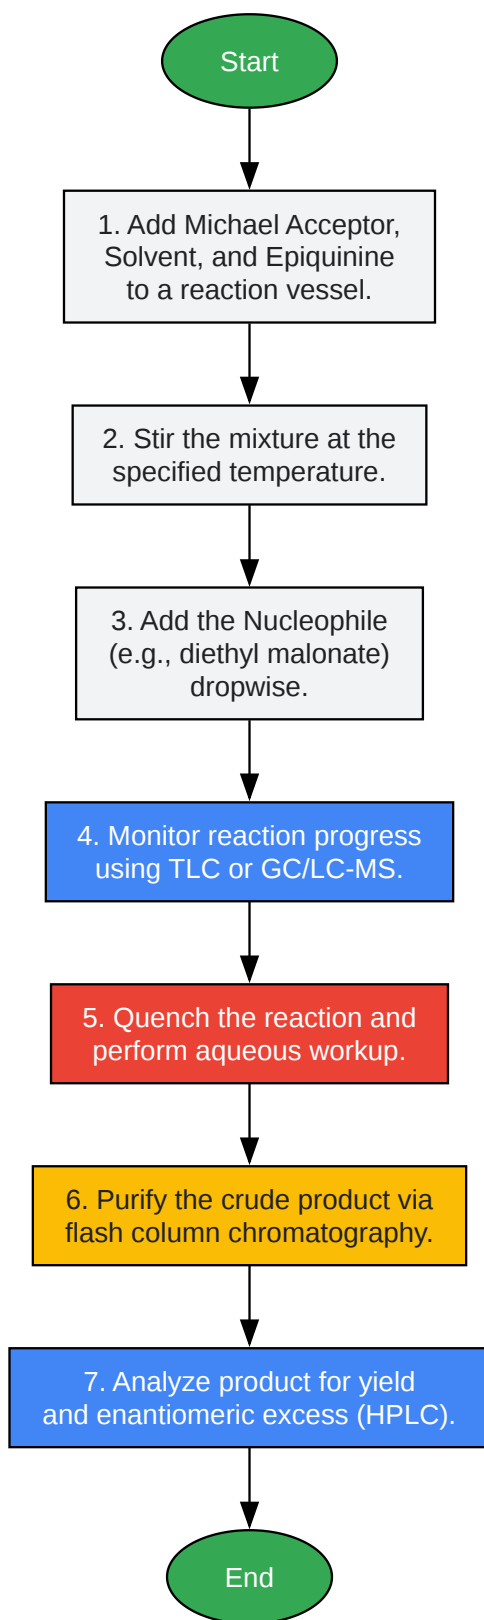 Start
1. Add Michael Acceptor,
Solvent, and Epiquinine
to a reaction vessel.
2. Stir the mixture at the
specified temperature.
3. Add the Nucleophile
(e.g., diethyl malonate)
dropwise.
4. Monitor reaction progress
using TLC or GC/LC-MS.
5. Quench the reaction and
perform aqueous workup.
6. Purify the crude product via
flash column chromatography.
7. Analyze product for yield
and enantiomeric excess (HPLC).
End